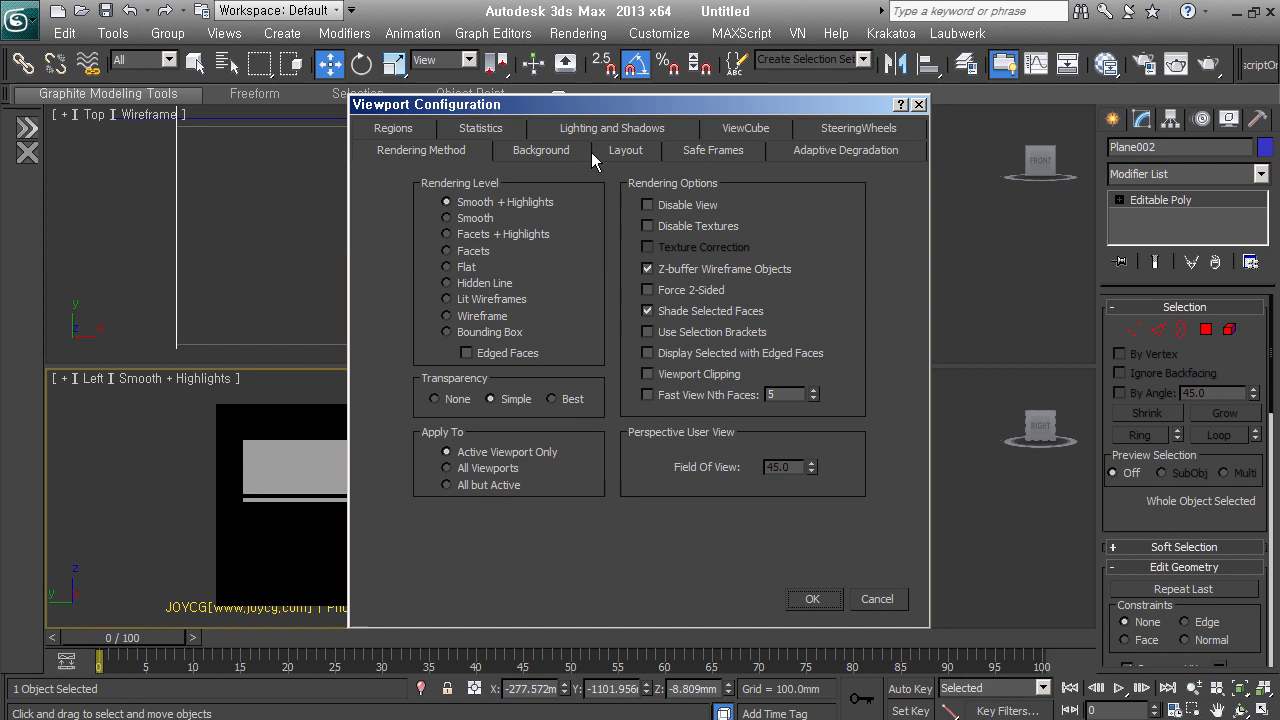 Workspace: Default
Autodesk 3ds Max 2013 x64 Untitled
Type a keyword or phrase
Edit Tools Group Views Create Modifiers Animation Graph Editors Rendering Customize MAXScript VN Help Krakatoa Laubwerk
All
View
2.5
Create Selection Set
Graphite Modeling Tools Freeform Selection Object Paint
Viewport Configuration
[ + ] Top ] Wireframe ]
Regions Statistics Lighting and Shadows ViewCube SteeringWheels
Rendering Method Background Layout Safe Frames Adaptive Degradation
Rendering Level
Smooth + Highlights
Smooth
Facets + Highlights
Facets
Flat
Hidden Line
Lit Wireframes
Wireframe
Bounding Box
Edged Faces
Transparency
None Simple Best
Apply To
Active Viewport Only
All Viewports
All but Active
Rendering Options
Disable View
Disable Textures
Texture Correction
Z-buffer Wireframe Objects
Force 2-Sided
Shade Selected Faces
Use Selection Brackets
Display Selected with Edged Faces
Viewport Clipping
Fast View Nth Faces: 5
Perspective User View
Field Of View: 45.0
OK Cancel
FRONT
RIGHT
y
z
x
[ + ] Left ] Smooth + Highlights ]
z
y
x
JOYCG[www,joycg,com] |
Plane002
Modifier List
Editable Poly
Selection
By Vertex
Ignore Backfacing
By Angle: 45.0
Shrink Grow
Ring Loop
Preview Selection
Off SubObj Multi
Whole Object Selected
Soft Selection
Edit Geometry
Repeat Last
Constraints
None Edge
Face Normal
0 / 100
0 5 10 15 20 25 30 35 40 45 50 55 60 65 70 75 80 85 90 95 100
1 Object Selected
X: -277.572m Y: -1101.956 Z: -8.809mm Grid = 100.0mm
Auto Key Selected
Click and drag to select and move objects
Add Time Tag
Set Key Key Filters... 0